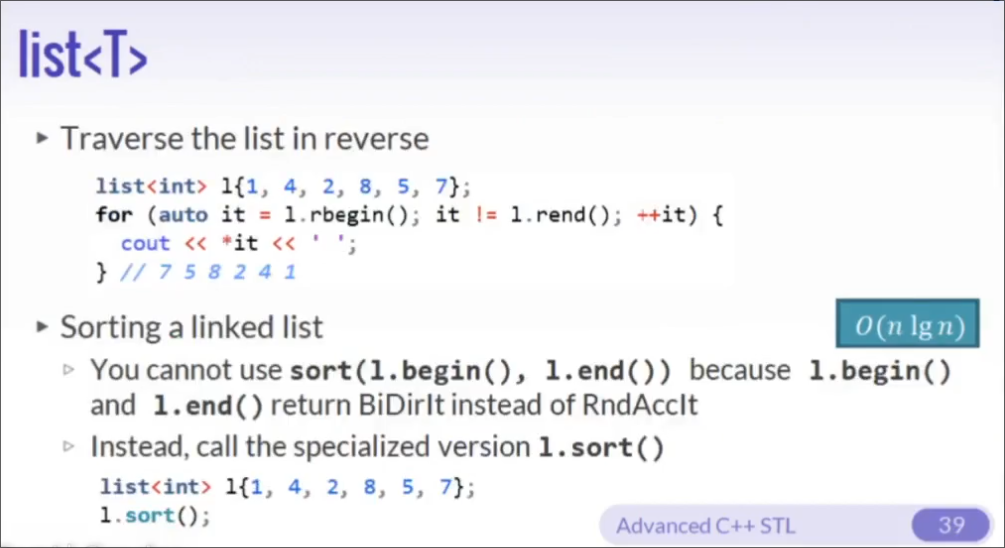 list<T>
▸ Traverse the list in reverse
list<int> l{1, 4, 2, 8, 5, 7};
for (auto it = l.rbegin(); it != l.rend(); ++it) {
cout << *it << ' ';
} // 7 5 8 2 4 1
▸ Sorting a linked list
O(n lg n)
▹ You cannot use sort(l.begin(), l.end()) because l.begin()
and l.end() return BiDirIt instead of RndAccIt
▹ Instead, call the specialized version l.sort()
list<int> l{1, 4, 2, 8, 5, 7};
l.sort();
Advanced C++ STL
39